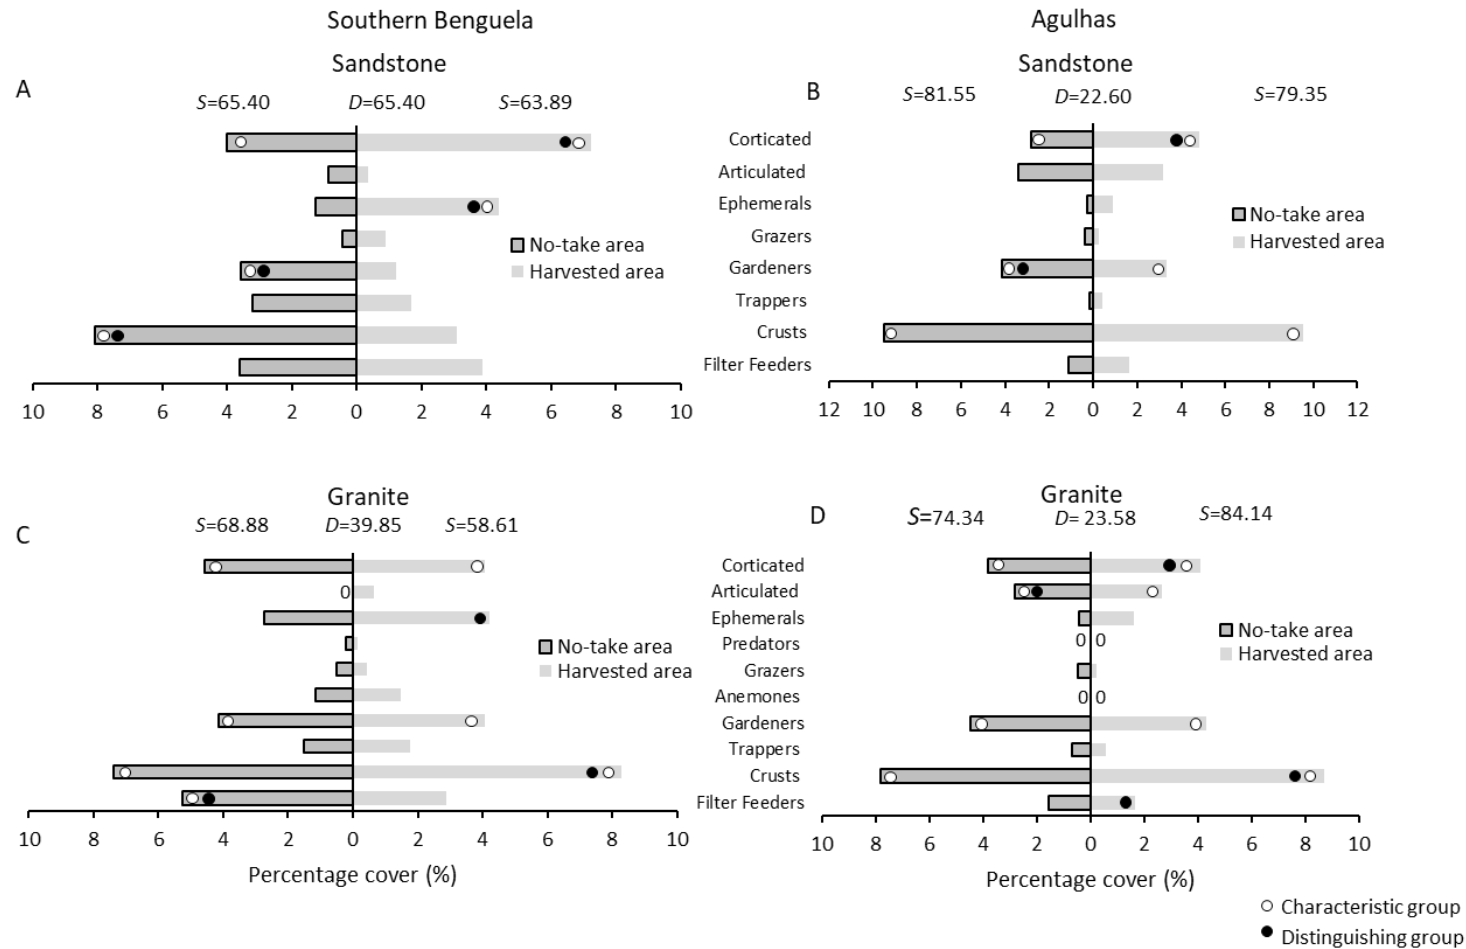 Southern Benguela
Agulhas
Sandstone
Sandstone
A
S=65.40 D=65.40 S=63.89
B
S=81.55 D=22.60 S=79.35
Corticated
Articulated
Ephemerals
Grazers
Gardeners
Trappers
Crusts
Filter Feeders
No-take area
Harvested area
No-take area
Harvested area
10 8 6 4 2 0 2 4 6 8 10
12 10 8 6 4 2 0 2 4 6 8 10 12
Granite
Granite
C
S=68.88 D=39.85 S=58.61
D
S=74.34 D= 23.58 S=84.14
Corticated
0 Articulated
Ephemerals
Predators 0 0
Grazers
Anemones 0 0
Gardeners
Trappers
Crusts
Filter Feeders
No-take area
Harvested area
No-take area
Harvested area
10 8 6 4 2 0 2 4 6 8 10
10 8 6 4 2 0 2 4 6 8 10
Percentage cover (%)
Percentage cover (%)
Characteristic group
Distinguishing group